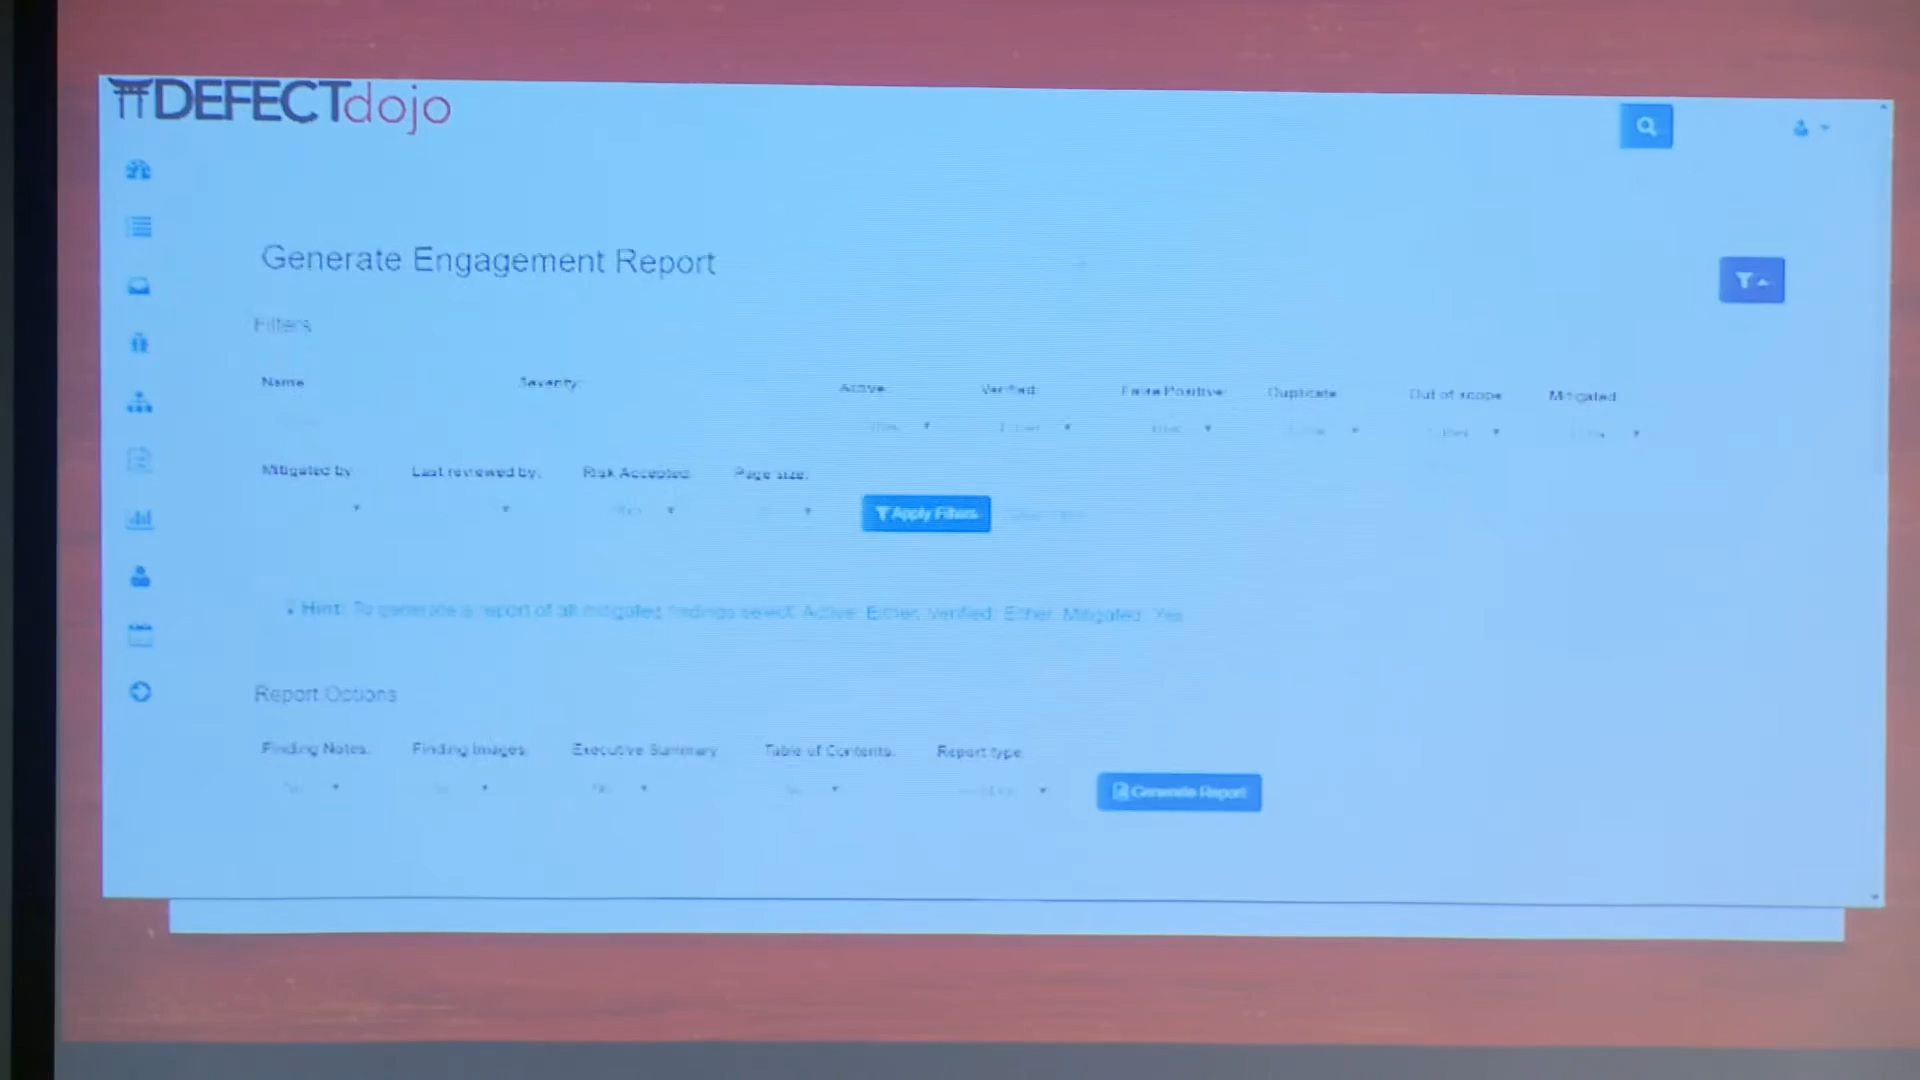 DEFECTdojo
Generate Engagement Report
Filters
Name Severity: Active Verified: False Positive: Duplicate Out of scope Mitigated
Mitigated by Last reviewed by: Risk Accepted Page size:
Apply Filters
Hint: To generate a report of all mitigated findings select: Active: Either, Verified: Either, Mitigated: Yes
Report Options
Finding Notes: Finding Images: Executive Summary Table of Contents: Report type
Generate Report